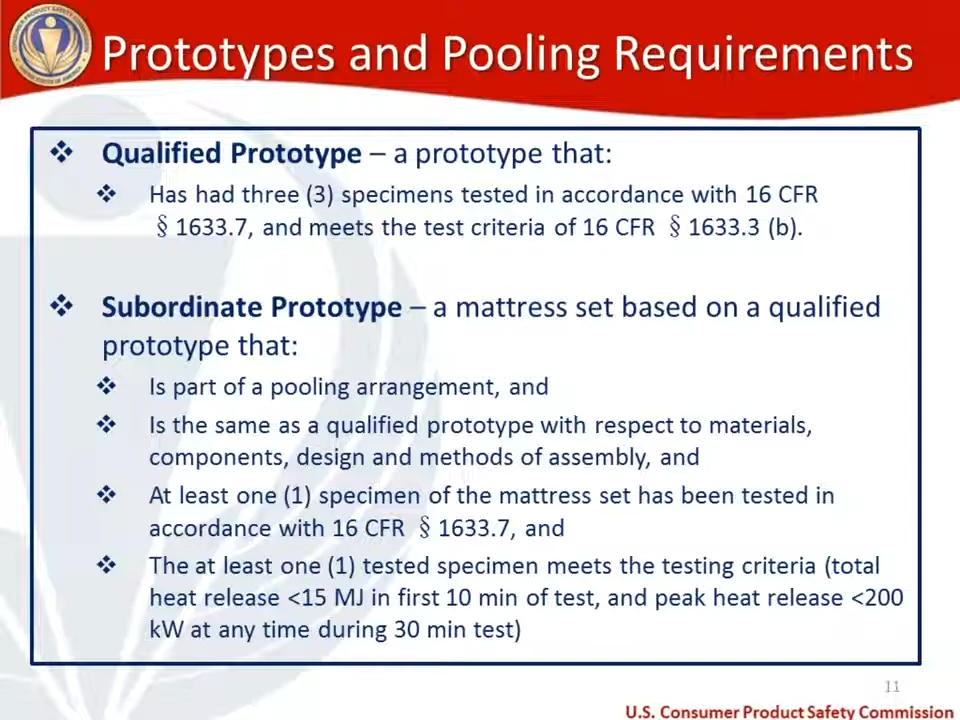 Prototypes and Pooling Requirements
❖ Qualified Prototype – a prototype that:
❖ Has had three (3) specimens tested in accordance with 16 CFR
§1633.7, and meets the test criteria of 16 CFR §1633.3 (b).
❖ Subordinate Prototype – a mattress set based on a qualified
prototype that:
❖ Is part of a pooling arrangement, and
❖ Is the same as a qualified prototype with respect to materials,
components, design and methods of assembly, and
❖ At least one (1) specimen of the mattress set has been tested in
accordance with 16 CFR §1633.7, and
❖ The at least one (1) tested specimen meets the testing criteria (total
heat release <15 MJ in first 10 min of test, and peak heat release <200
kW at any time during 30 min test)
11
U.S. Consumer Product Safety Commission